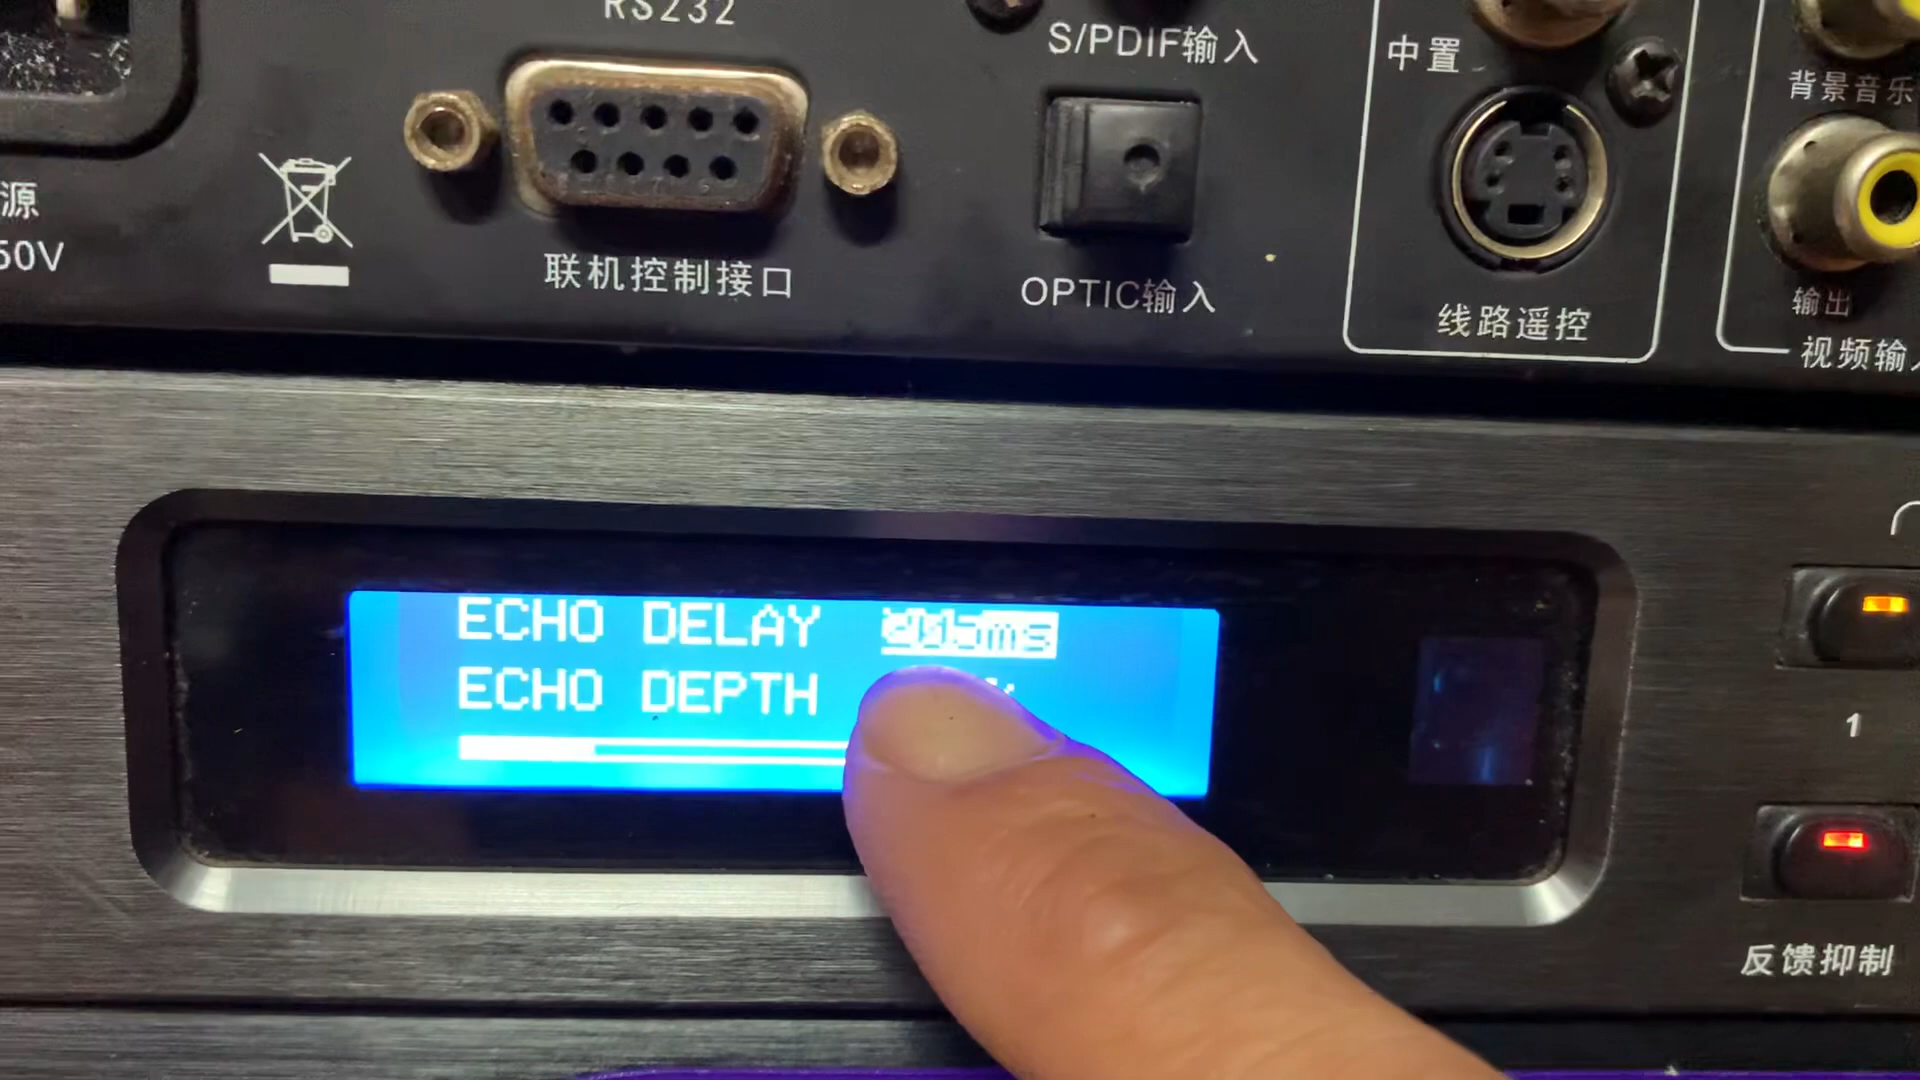 RS232
S/PDIF输入
中置
背景音乐
源
50V
联机控制接口
OPTIC输入
线路遥控
输出
视频输入
ECHO DELAY
ECHO DEPTH
1
反馈抑制